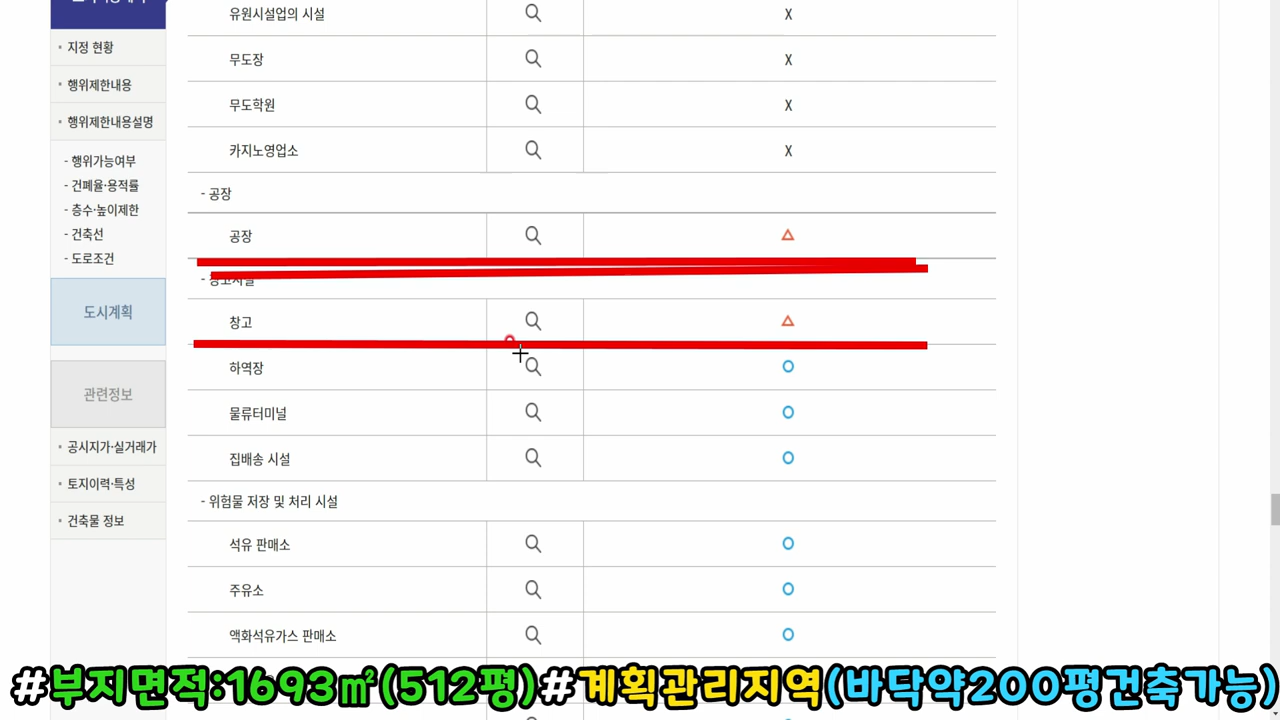 유원시설업의 시설 X
지정 현황
무도장 X
행위제한내용
무도학원 X
행위제한내용설명
카지노영업소 X
- 행위가능여부
- 건폐율·용적률
- 공장
- 층수·높이제한
공장 △
- 건축선
- 도로조건
도시계획
창고 △
하역장 O
관련정보
물류터미널 O
공시지가·실거래가
집배송 시설 O
토지이력·특성
- 위험물 저장 및 처리 시설
건축물 정보
석유 판매소 O
주유소 O
액화석유가스 판매소 O
#부지면적:1693㎡(512평)#계획관리지역(바닥약200평건축가능)